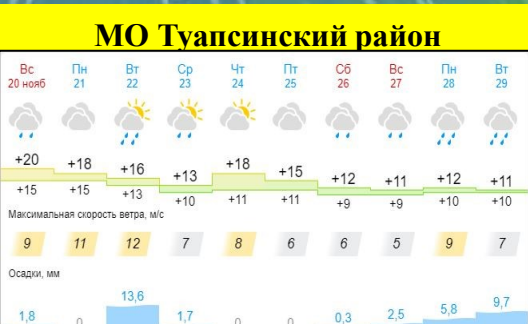 МО Туапсинский район
Вс Пн Вт Ср Чт Пт Сб Вс Пн Вт
20 нояб 21 22 23 24 25 26 27 28 29
+20 +18 +16 +13 +18 +15 +12 +11 +12 +11
+15 +15 +13 +10 +11 +11 +9 +9 +10 +10
Максимальная скорость ветра, м/с
9 11 12 7 8 6 6 5 9 7
Осадки, мм
1,8 0 13,6 1,7 0 0 0,3 2,5 5,8 9,7